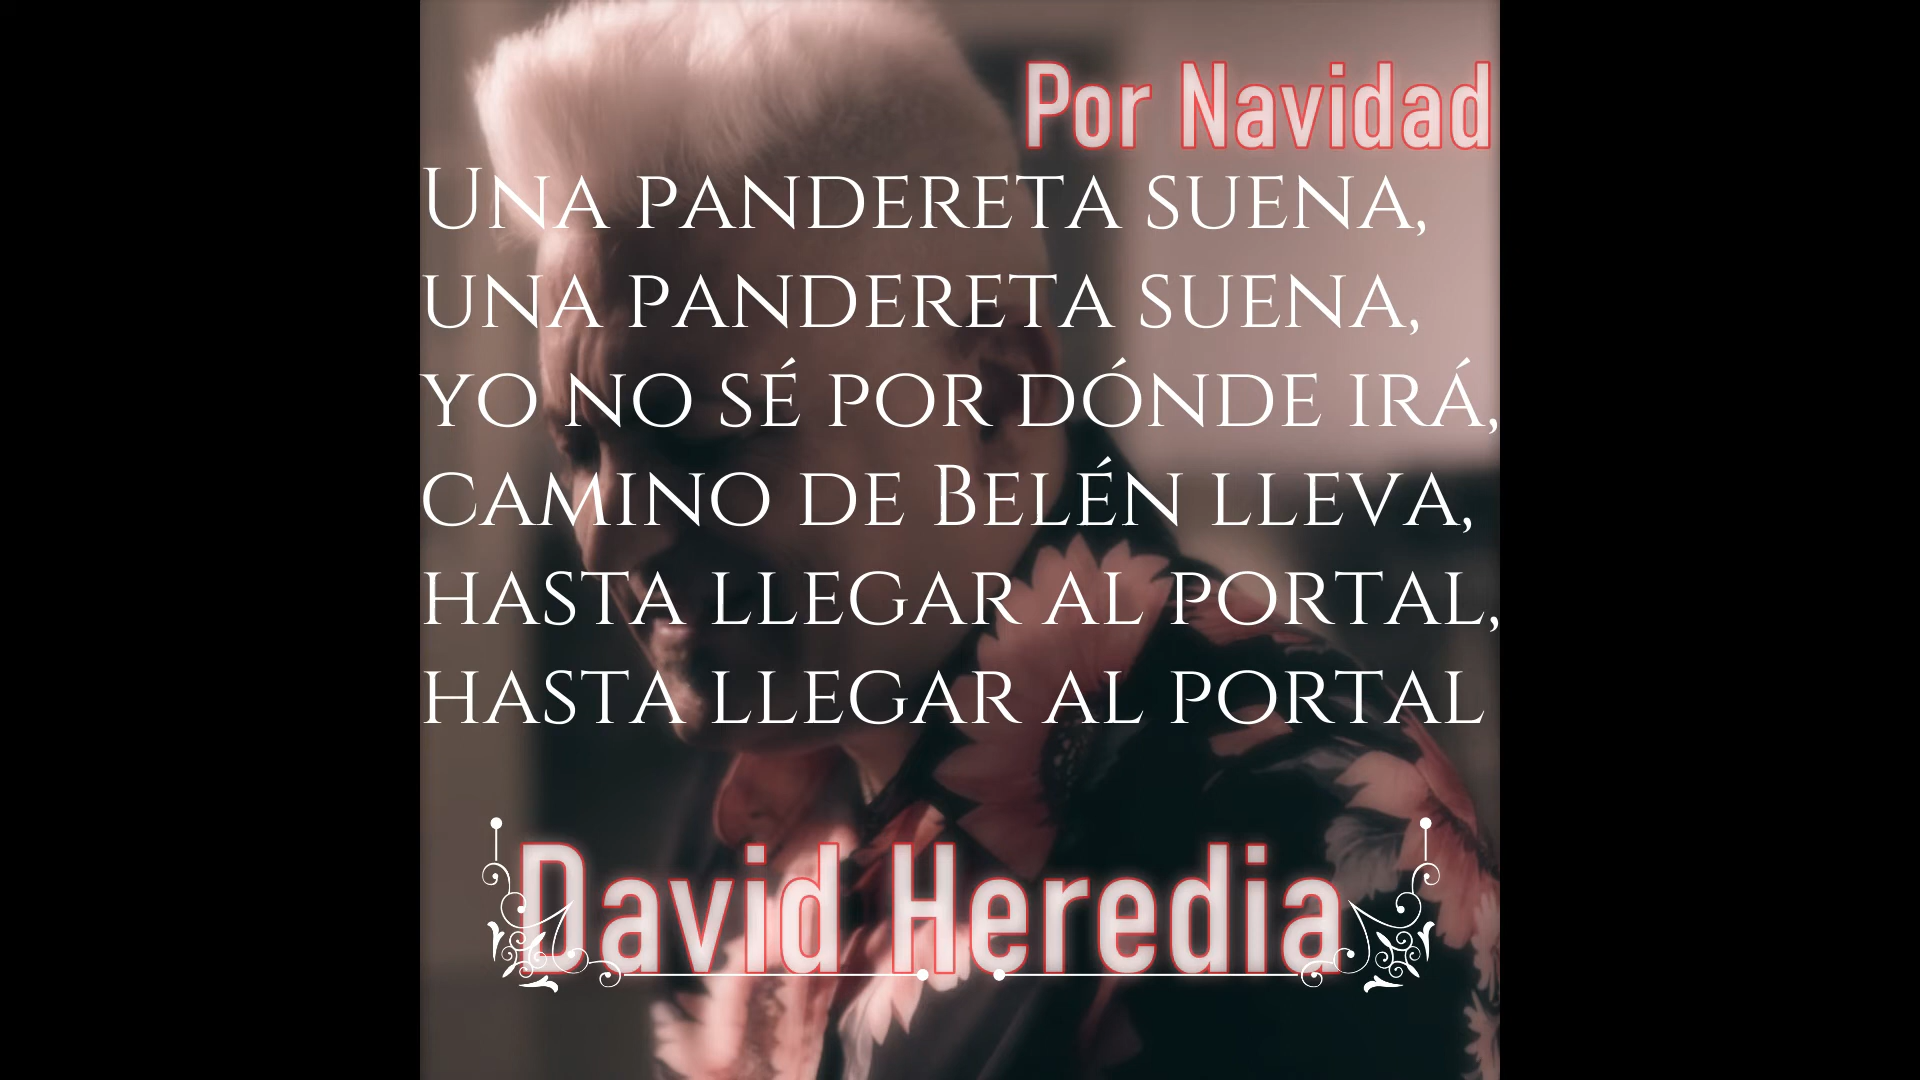 Por Navidad
Una pandereta suena,
una pandereta suena,
yo no sé por dónde irá,
camino de Belén lleva,
hasta llegar al portal,
hasta llegar al portal
David Heredia